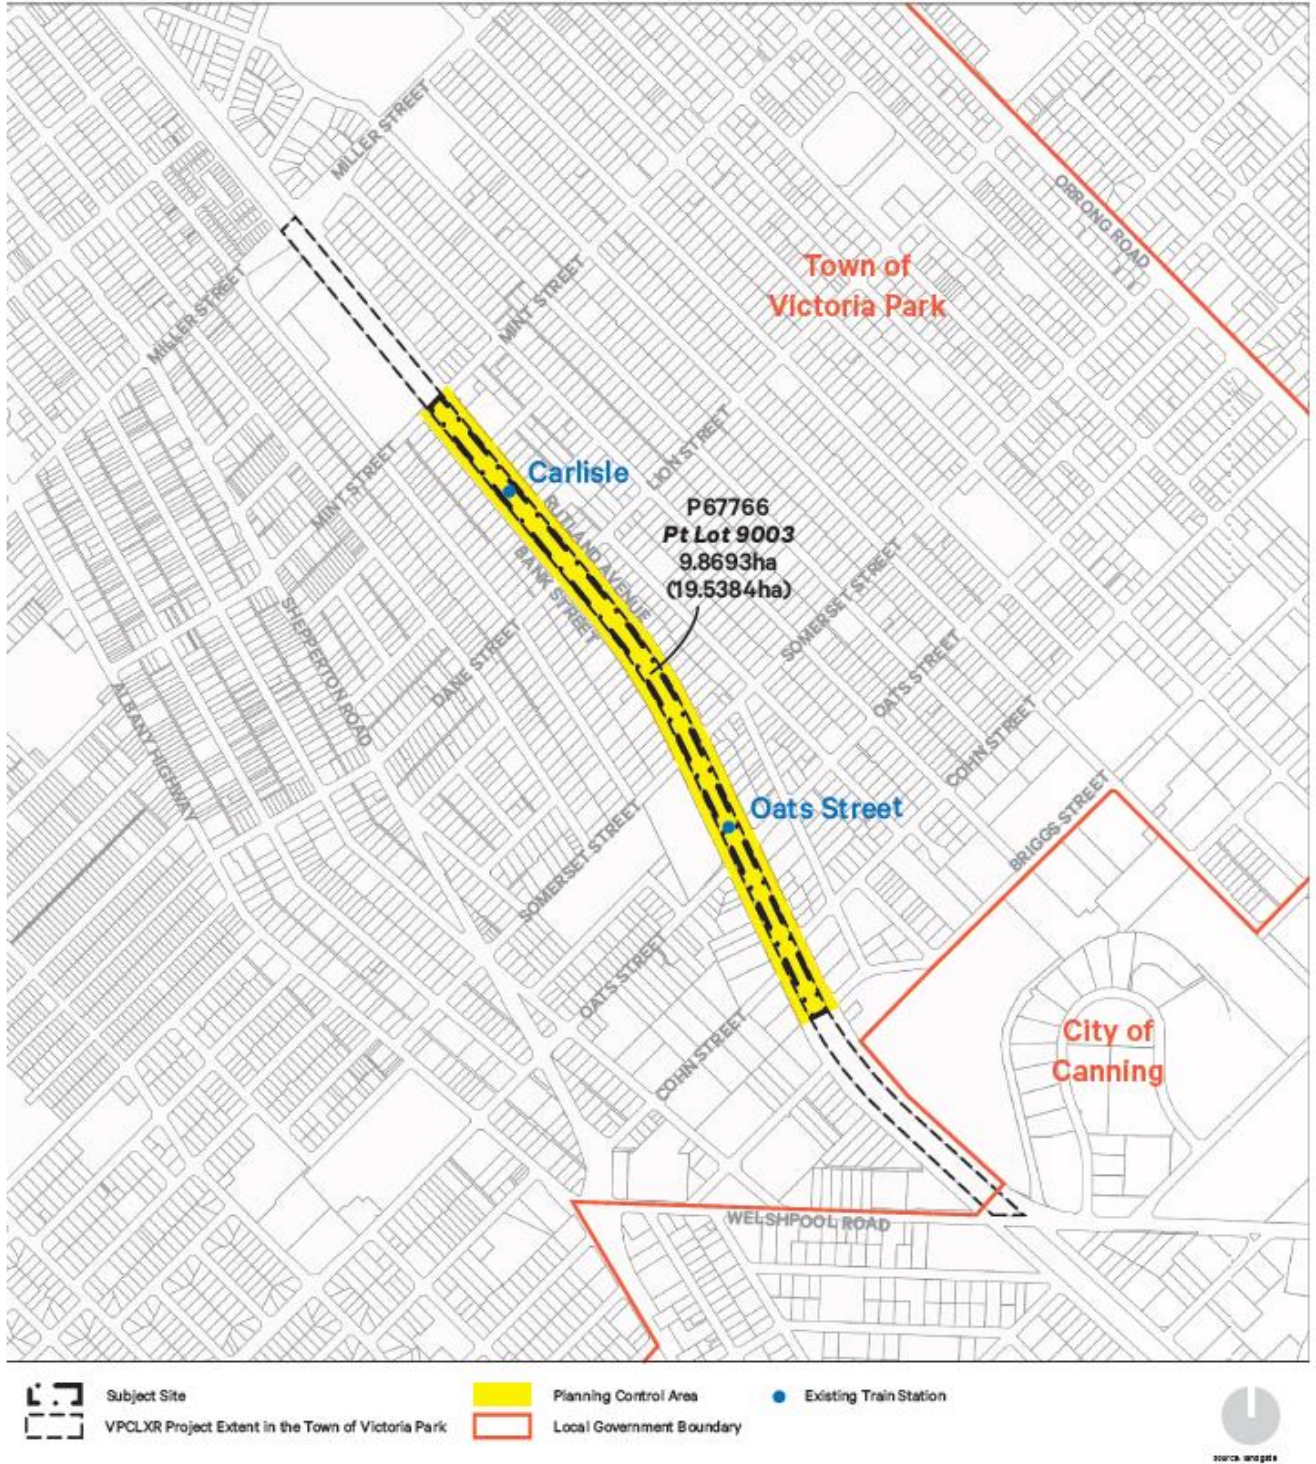 MILLER STREET
ORRONG ROAD
Town of
Victoria Park
MINT STREET
MILLER STREET
LION STREET
Carlisle
MINT STREET
P67766
Pt Lot 9003
9.8693ha
(19.5384ha)
RUTLAND AVENUE
BANK STREET
SOMERSET STREET
SHEPPERTON ROAD
DANE STREET
OATS STREET
ALBANY HIGHWAY
COHN STREET
Oats Street
BRIGGS STREET
SOMERSET STREET
OATS STREET
City of
Canning
COHN STREET
WELSHPOOL ROAD
Subject Site
Planning Control Area
Existing Train Station
VPCLXR Project Extent in the Town of Victoria Park
Local Government Boundary
source: landgate